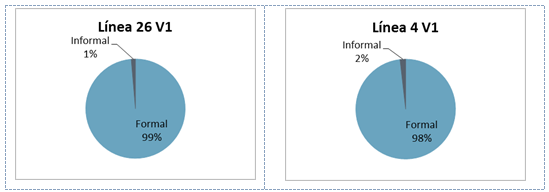 Línea 26 V1
Informal
1%
Formal
99%
Línea 4 V1
Informal
2%
Formal
98%